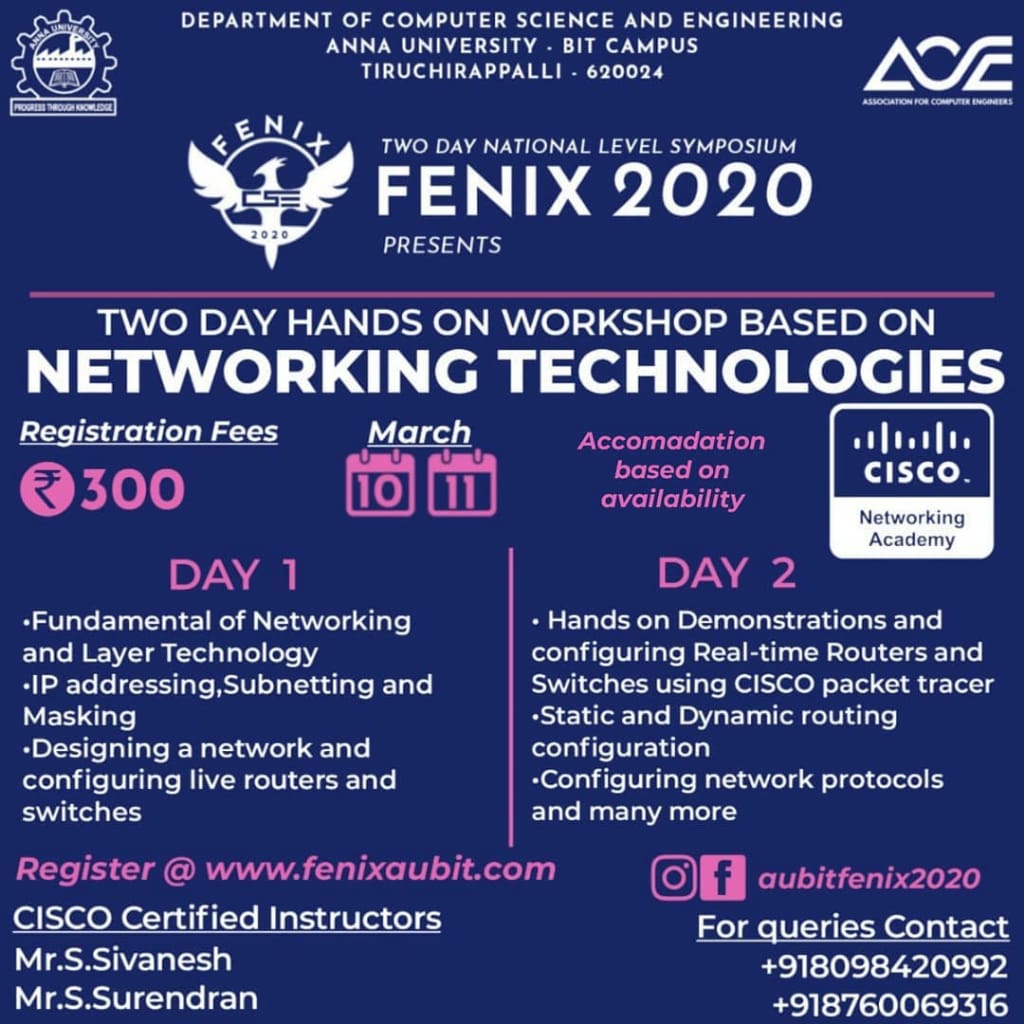 DEPARTMENT OF COMPUTER SCIENCE AND ENGINEERING
ANNA UNIVERSITY - BIT CAMPUS
TIRUCHIRAPPALLI - 620024
ANNA UNIVERSITY
PROGRESS THROUGH KNOWLEDGE
AOE
ASSOCIATION FOR COMPUTER ENGINEERS
FENIX
CSE
2020
TWO DAY NATIONAL LEVEL SYMPOSIUM
FENIX 2020
PRESENTS
TWO DAY HANDS ON WORKSHOP BASED ON
NETWORKING TECHNOLOGIES
Registration Fees
₹300
March
10 11
Accomadation
based on
availability
CISCO™
Networking
Academy
DAY 1
•Fundamental of Networking
and Layer Technology
•IP addressing,Subnetting and
Masking
•Designing a network and
configuring live routers and
switches
DAY 2
• Hands on Demonstrations and
configuring Real-time Routers and
Switches using CISCO packet tracer
•Static and Dynamic routing
configuration
•Configuring network protocols
and many more
Register @ www.fenixaubit.com
aubitfenix2020
CISCO Certified Instructors
Mr.S.Sivanesh
Mr.S.Surendran
For queries Contact
+918098420992
+918760069316